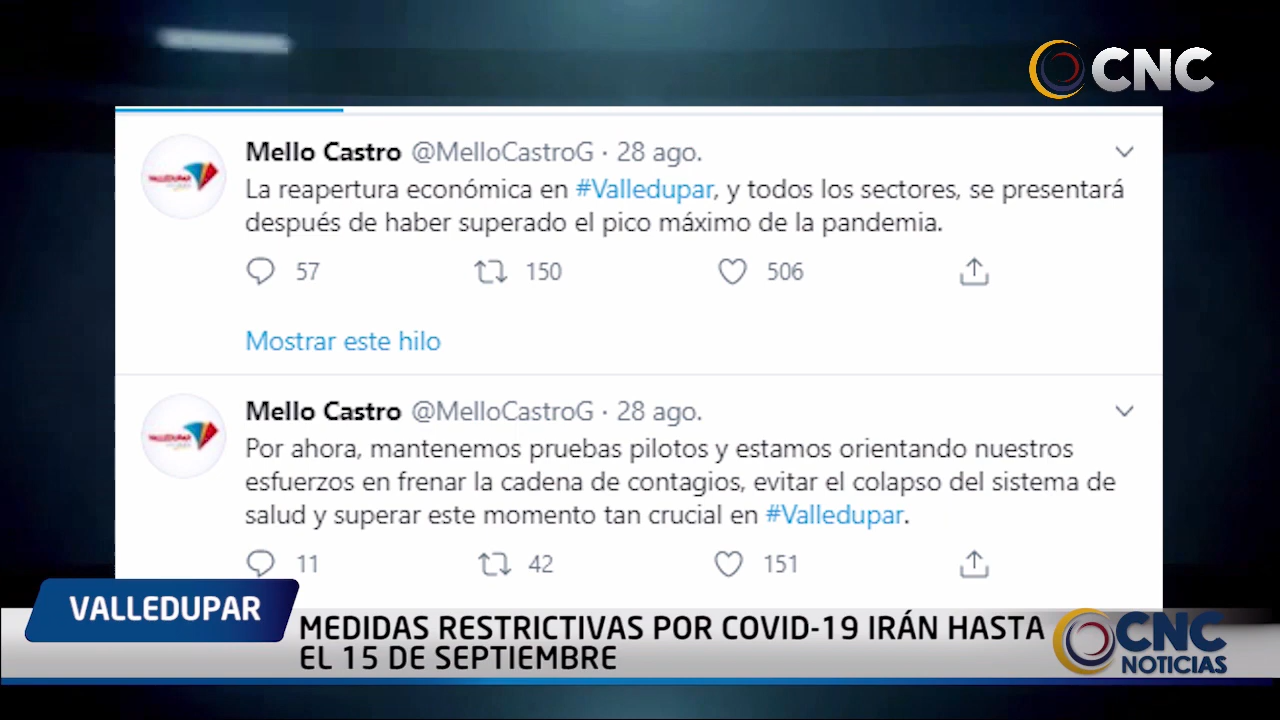 CNC
Mello Castro @MelloCastroG · 28 ago.
La reapertura económica en #Valledupar, y todos los sectores, se presentará
después de haber superado el pico máximo de la pandemia.
57 150 506
Mostrar este hilo
Mello Castro @MelloCastroG · 28 ago.
Por ahora, mantenemos pruebas pilotos y estamos orientando nuestros
esfuerzos en frenar la cadena de contagios, evitar el colapso del sistema de
salud y superar este momento tan crucial en #Valledupar.
11 42 151
VALLEDUPAR
MEDIDAS RESTRICTIVAS POR COVID-19 IRÁN HASTA
EL 15 DE SEPTIEMBRE
CNC
NOTICIAS
VALLEDUPAR
VALLEDUPAR